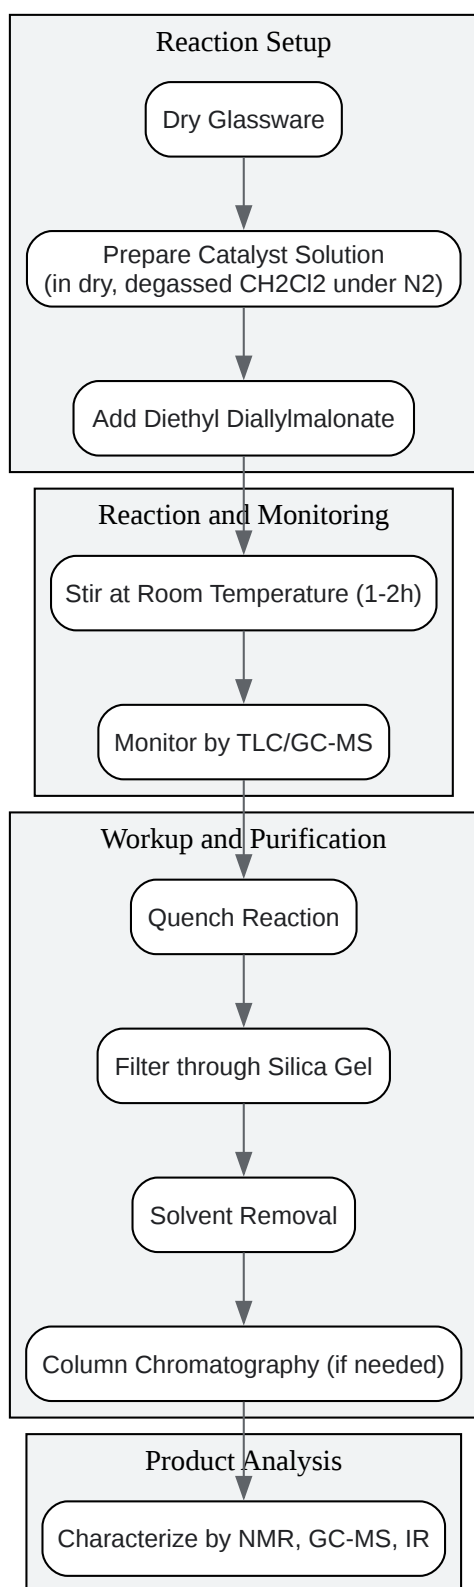 Reaction Setup
Dry Glassware
Prepare Catalyst Solution
(in dry, degassed CH2Cl2 under N2)
Add Diethyl Diallylmalonate
Reaction and Monitoring
Stir at Room Temperature (1-2h)
Monitor by TLC/GC-MS
Workup and Purification
Quench Reaction
Filter through Silica Gel
Solvent Removal
Column Chromatography (if needed)
Product Analysis
Characterize by NMR, GC-MS, IR